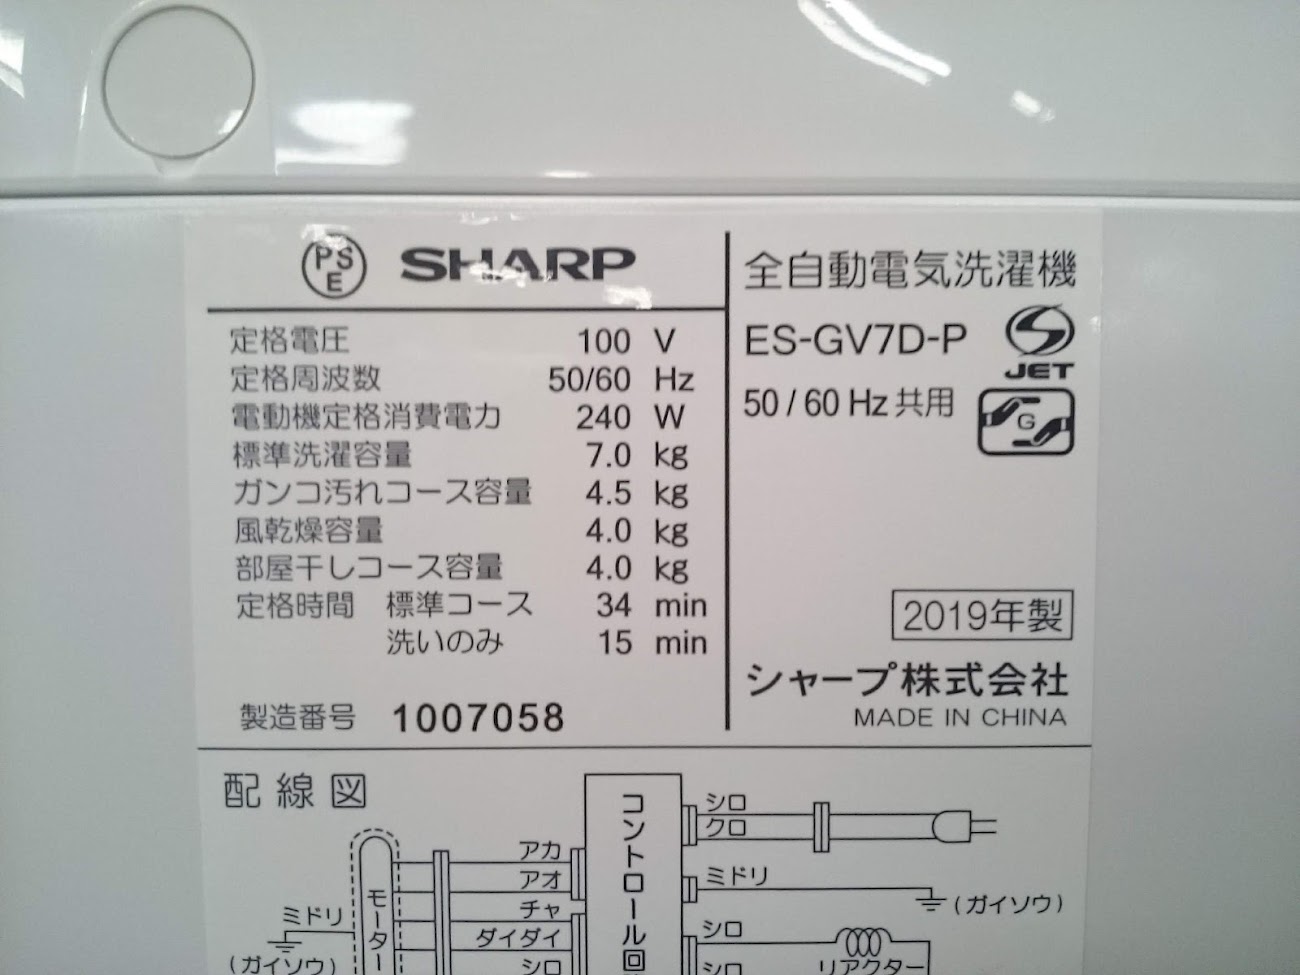 PS
E
SHARP
定格電圧 100 V
定格周波数 50/60 Hz
電動機定格消費電力 240 W
標準洗濯容量 7.0 kg
ガンコ汚れコース容量 4.5 kg
風乾燥容量 4.0 kg
部屋干しコース容量 4.0 kg
定格時間 標準コース 34 min
洗いのみ 15 min
製造番号 1007058
全自動電気洗濯機
ES-GV7D-P
JET
50 / 60 Hz 共用
G
2019年製
シャープ株式会社
MADE IN CHINA
配線図
コントロール回
シロ
クロ
アカ
アオ
チャ
ダイダイ
シロ
モーター
ミドリ
(ガイソウ)
ミドリ
(ガイソウ)
シロ
シロ
リアクター